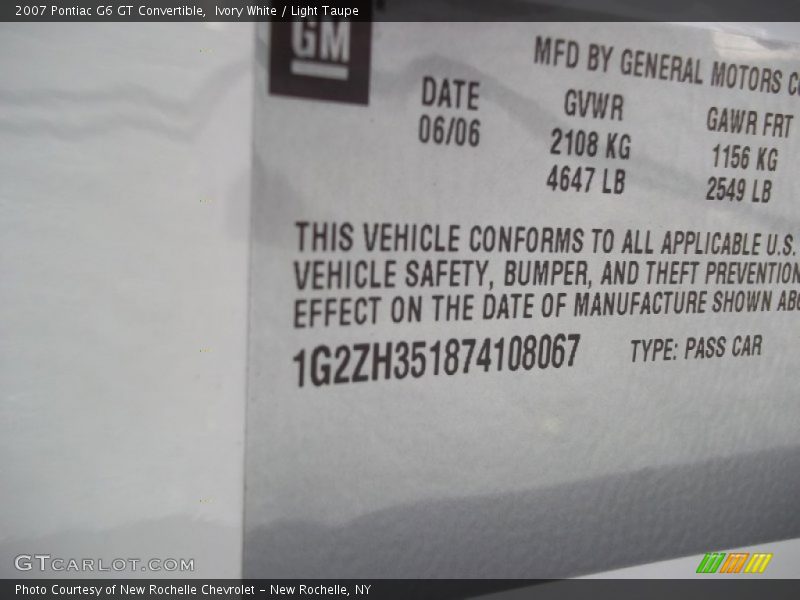 2007 Pontiac G6 GT Convertible, Ivory White / Light Taupe
GM
MFD BY GENERAL MOTORS
DATE GVWR GAWR FRT
06/06 2108 KG 1156 KG
4647 LB 2549 LB
THIS VEHICLE CONFORMS TO ALL APPLICABLE U.S.
VEHICLE SAFETY, BUMPER, AND THEFT PREVENTION
EFFECT ON THE DATE OF MANUFACTURE SHOWN
1G2ZH351874108067 TYPE: PASS CAR
GTCARLOT.COM
Photo Courtesy of New Rochelle Chevrolet - New Rochelle, NY